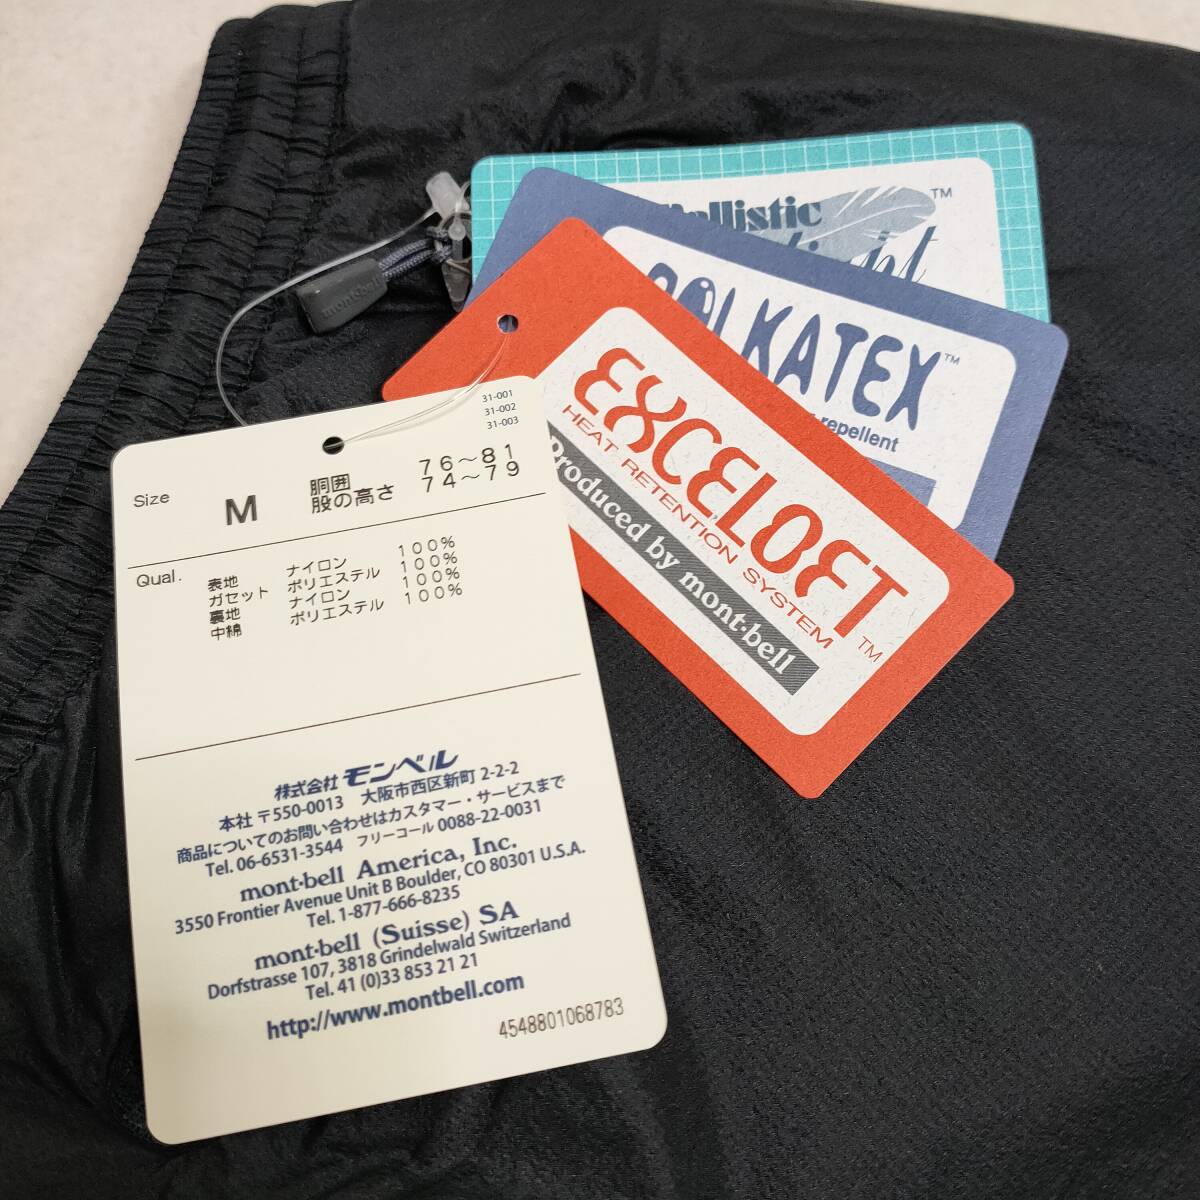 mont-bell
Ballistic
™
POLKATEX™
repellent
EXCELOFT™
HEAT RETENTION SYSTEM
Produced by mont-bell
31-001
31-002
31-003
Size M 胴囲 76～81
股の高さ 74～79
Qual. 表地 ナイロン 100%
ガセット ポリエステル 100%
裏地 ナイロン 100%
中綿 ポリエステル 100%
株式会社 モンベル
本社 〒550-0013 大阪市西区新町 2-2-2
商品についてのお問い合わせはカスタマー・サービスまで
Tel. 06-6531-3544 フリーコール 0088-22-0031
mont-bell America, Inc.
3550 Frontier Avenue Unit B Boulder, CO 80301 U.S.A.
Tel. 1-877-666-8235
mont-bell (Suisse) SA
Dorfstrasse 107, 3818 Grindelwald Switzerland
Tel. 41 (0)33 853 21 21
http://www.montbell.com
4548801068783